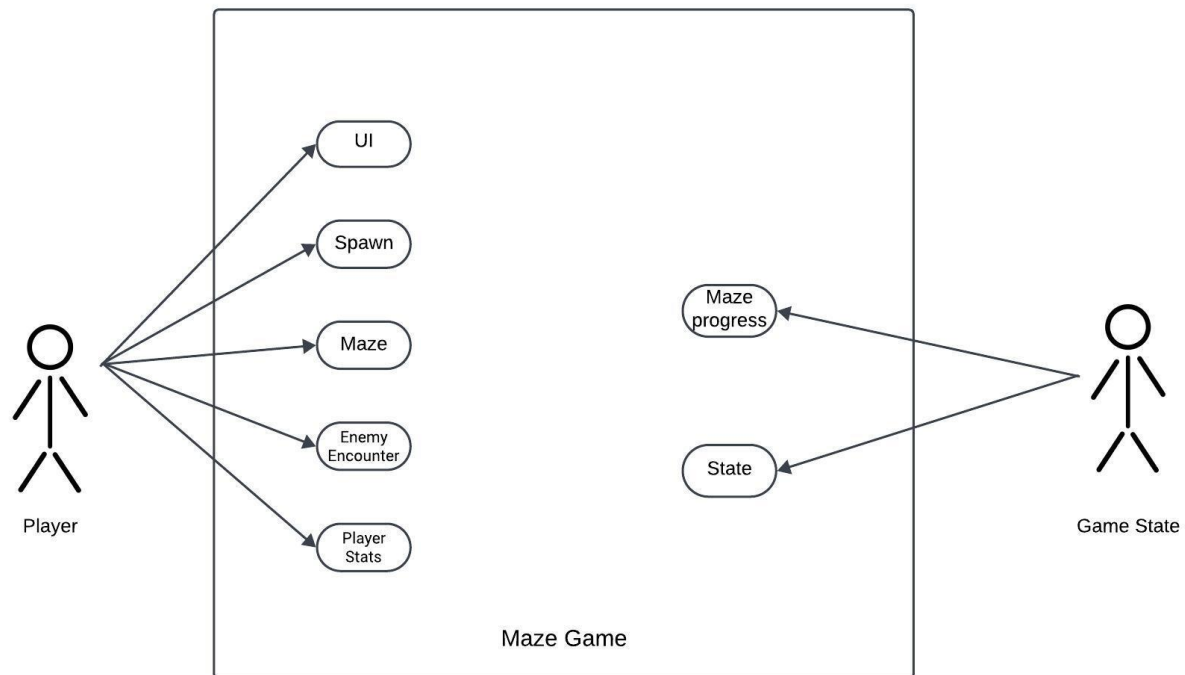 UI
Spawn
Maze
Enemy
Encounter
Player
Stats
Maze
progress
State
Player
Game State
Maze Game